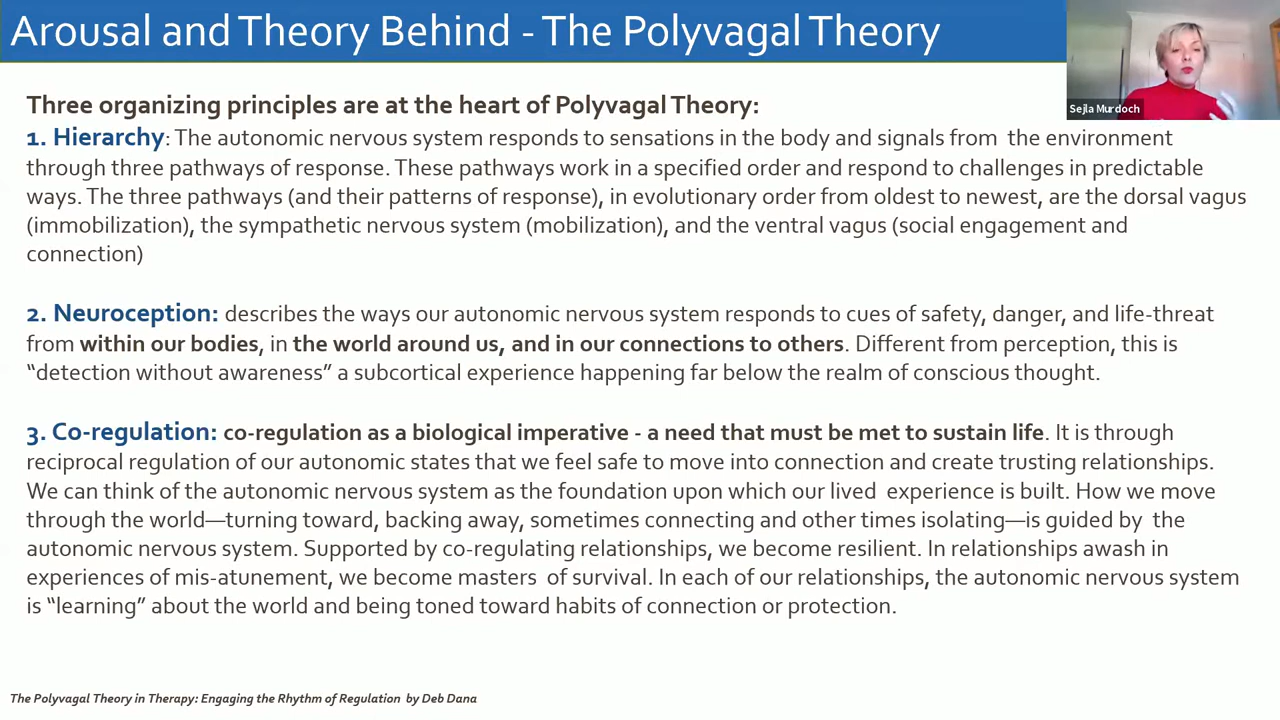 Arousal and Theory Behind - The Polyvagal Theory
Sejla Murdoch
Three organizing principles are at the heart of Polyvagal Theory:
1. Hierarchy: The autonomic nervous system responds to sensations in the body and signals from the environment
through three pathways of response. These pathways work in a specified order and respond to challenges in predictable
ways. The three pathways (and their patterns of response), in evolutionary order from oldest to newest, are the dorsal vagus
(immobilization), the sympathetic nervous system (mobilization), and the ventral vagus (social engagement and
connection)
2. Neuroception: describes the ways our autonomic nervous system responds to cues of safety, danger, and life-threat
from within our bodies, in the world around us, and in our connections to others. Different from perception, this is
“detection without awareness” a subcortical experience happening far below the realm of conscious thought.
3. Co-regulation: co-regulation as a biological imperative - a need that must be met to sustain life. It is through
reciprocal regulation of our autonomic states that we feel safe to move into connection and create trusting relationships.
We can think of the autonomic nervous system as the foundation upon which our lived experience is built. How we move
through the world—turning toward, backing away, sometimes connecting and other times isolating—is guided by the
autonomic nervous system. Supported by co-regulating relationships, we become resilient. In relationships awash in
experiences of mis-atunement, we become masters of survival. In each of our relationships, the autonomic nervous system
is “learning” about the world and being toned toward habits of connection or protection.
The Polyvagal Theory in Therapy: Engaging the Rhythm of Regulation by Deb Dana